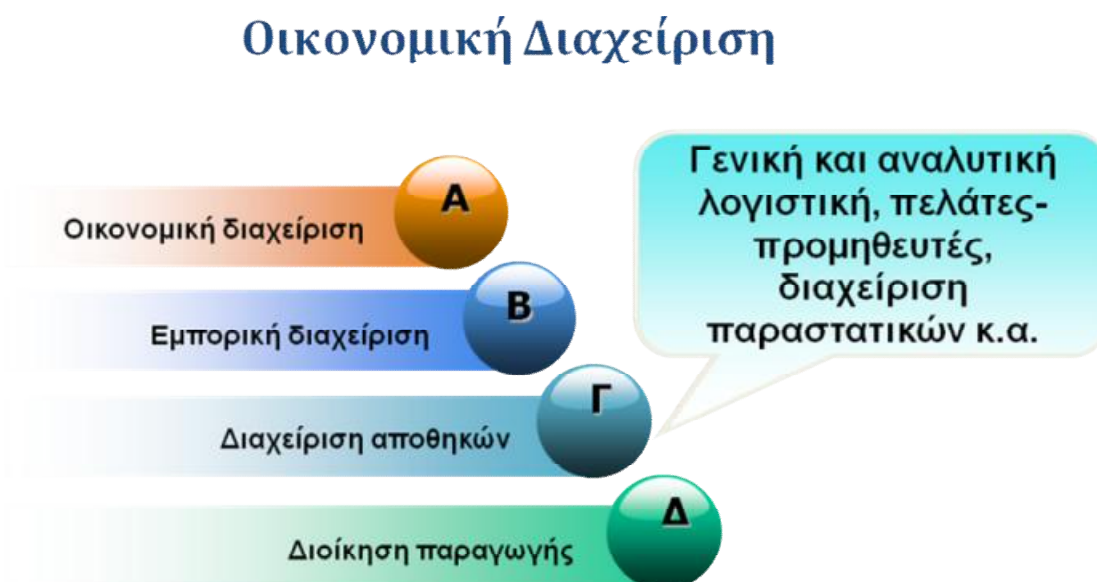 Οικονομική Διαχείριση
Α
Οικονομική διαχείριση
Β
Εμπορική διαχείριση
Γ
Διαχείριση αποθηκών
Δ
Διοίκηση παραγωγής
Γενική και αναλυτική
λογιστική, πελάτες-
προμηθευτές,
διαχείριση
παραστατικών κ.α.